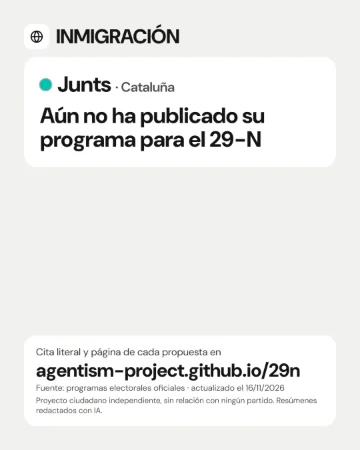 INMIGRACIÓN
Junts · Cataluña
Aún no ha publicado su
programa para el 29-N
Cita literal y página de cada propuesta en
agentism-project.github.io/29n
Fuente: programas electorales oficiales · actualizado el 16/11/2026
Proyecto ciudadano independiente, sin relación con ningún partido. Resúmenes
redactados con IA.